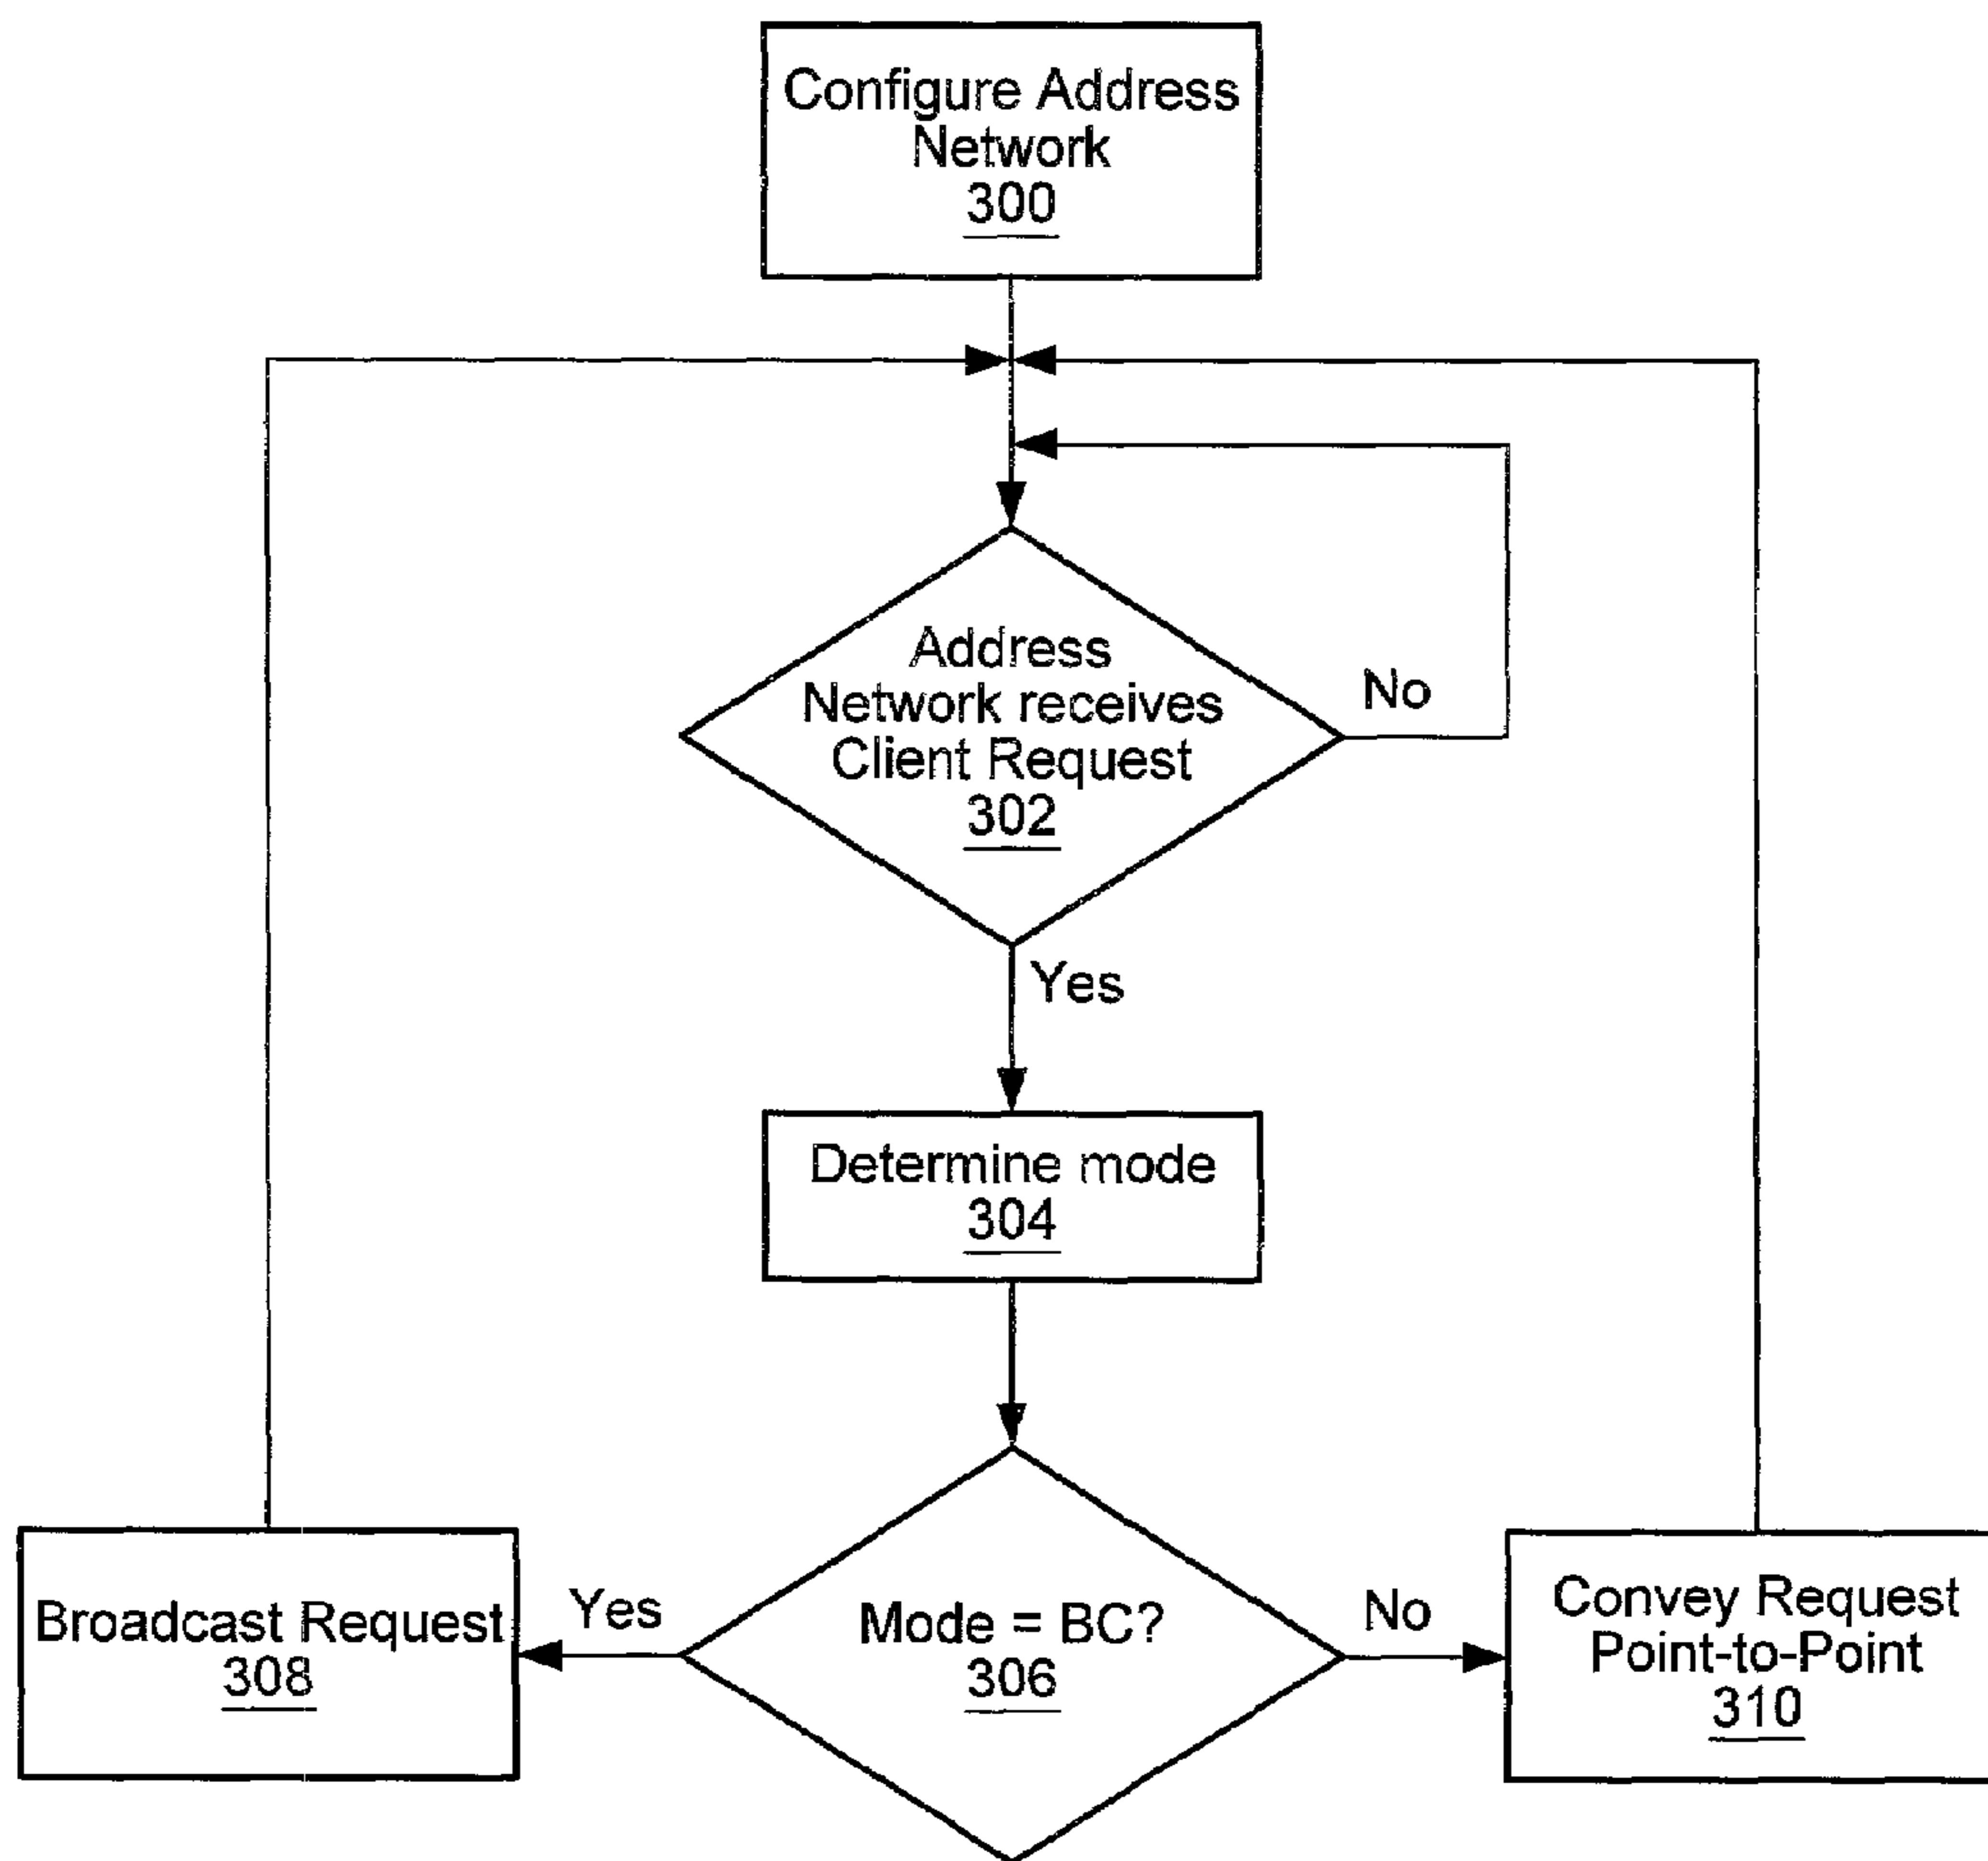 Configure Address
Network
300
Address
Network receives
Client Request
302
No
Yes
Determine mode
304
Broadcast Request
308
Yes
Mode = BC?
306
No
Convey Request
Point-to-Point
310